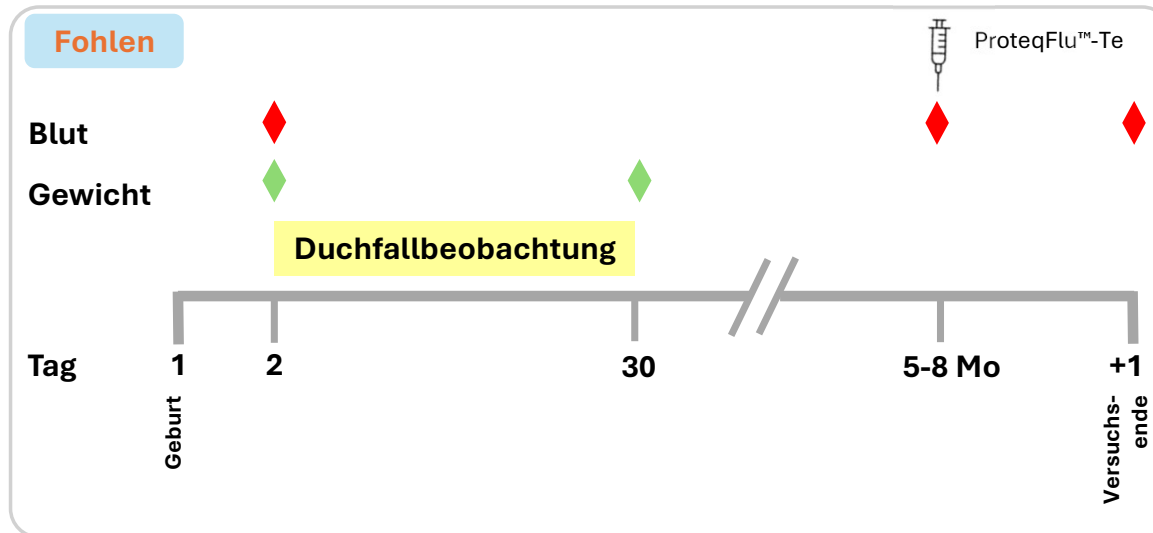 Fohlen
ProteqFlu™-Te
Blut
Gewicht
Duchfallbeobachtung
Tag
1
2
30
5-8 Mo
+1
Geburt
Versuchs-
ende